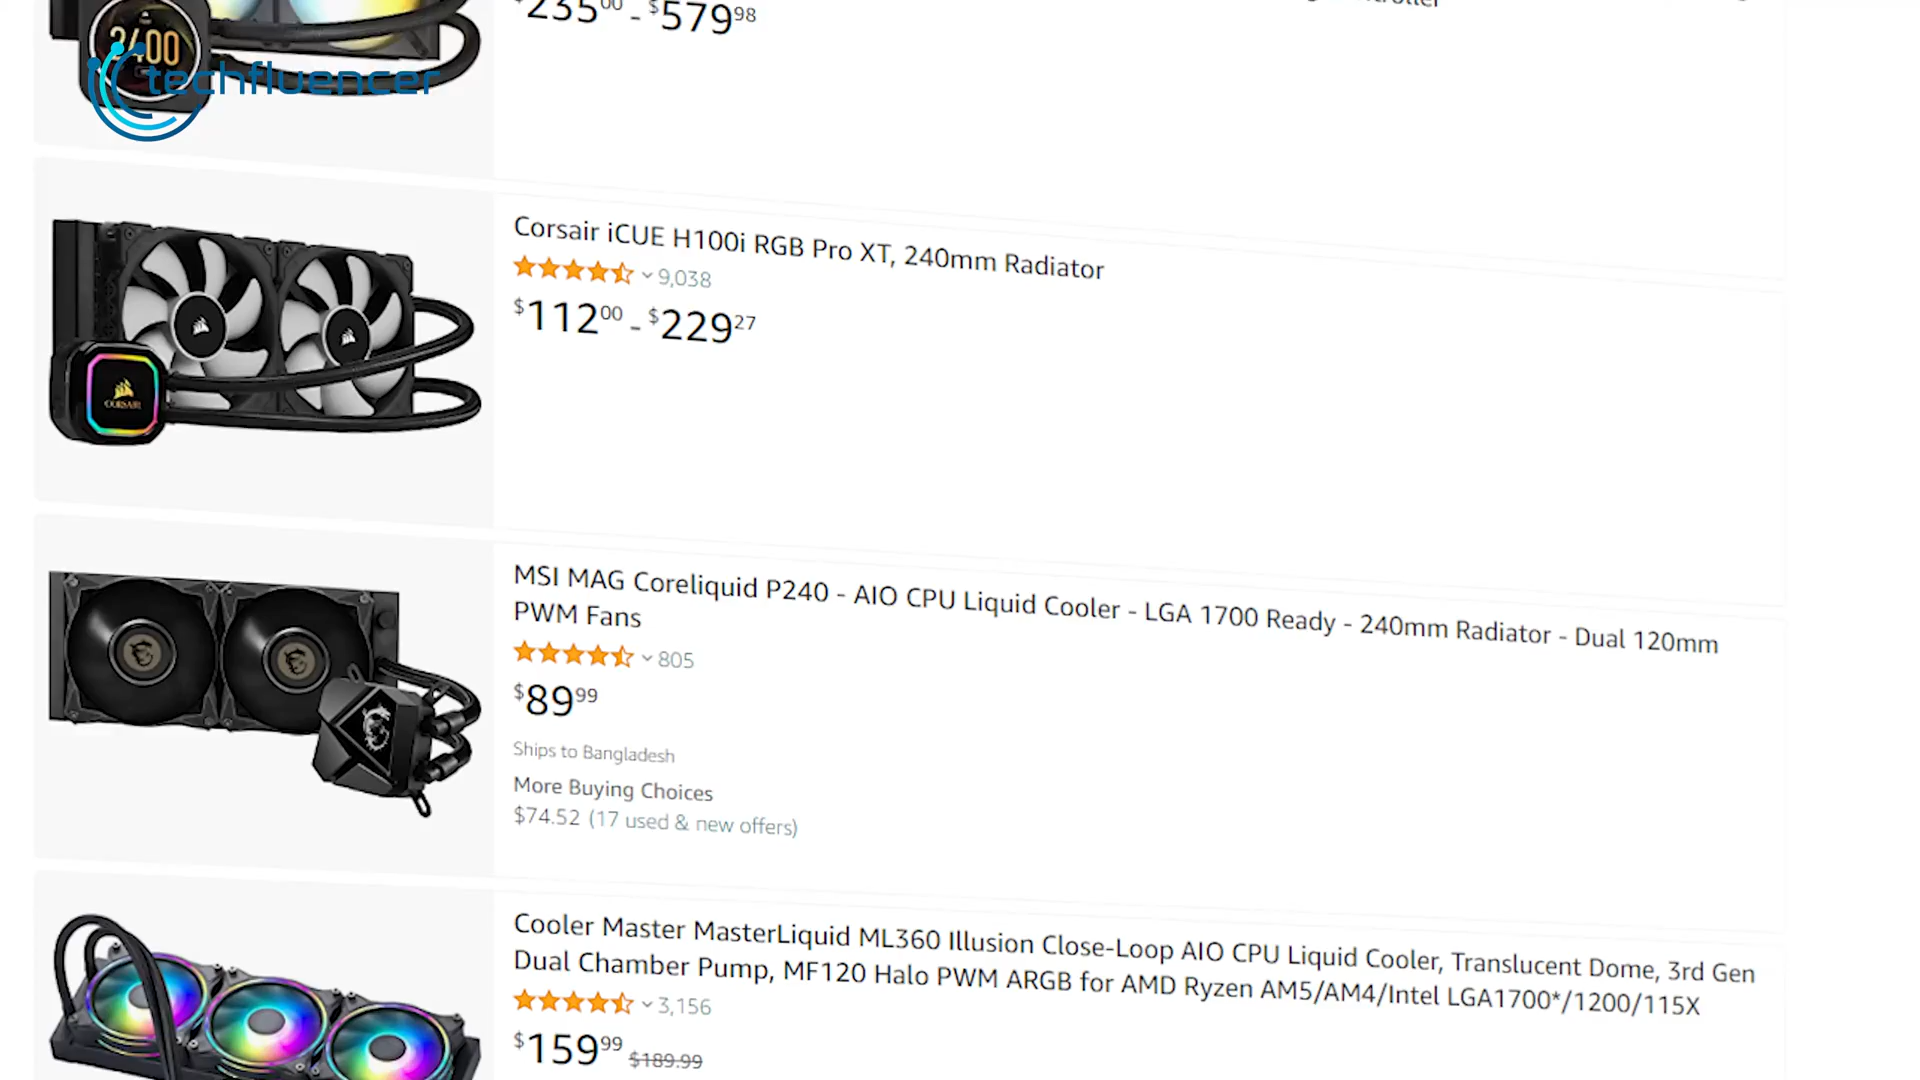 $235 00 - $579 98
2400
techfluencer
Corsair iCUE H100i RGB Pro XT, 240mm Radiator
9,038
$112 00 - $229 27
CORSAIR
MSI MAG Coreliquid P240 - AIO CPU Liquid Cooler - LGA 1700 Ready - 240mm Radiator - Dual 120mm
PWM Fans
805
$89 99
Ships to Bangladesh
More Buying Choices
$74.52 (17 used & new offers)
Cooler Master MasterLiquid ML360 Illusion Close-Loop AIO CPU Liquid Cooler, Translucent Dome, 3rd Gen
Dual Chamber Pump, MF120 Halo PWM ARGB for AMD Ryzen AM5/AM4/Intel LGA1700*/1200/115X
3,156
$159 99 $189.99